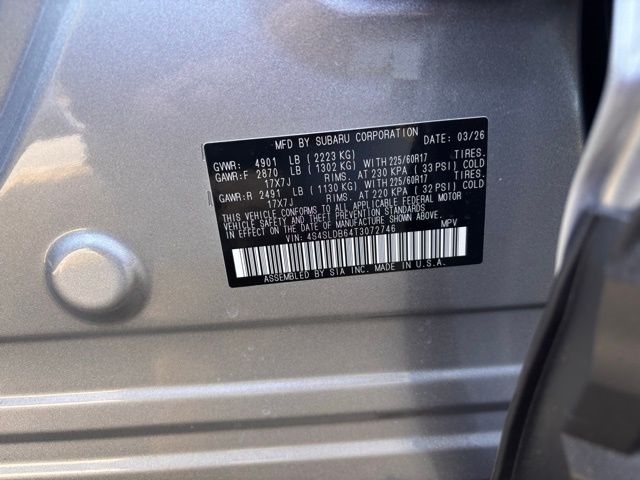 MFD BY SUBARU CORPORATION DATE: 03/26
GVWR: 4901 LB ( 2223 KG)
GAWR:F 2870 LB ( 1302 KG) WITH 225/60R17 TIRES.
17X7J RIMS. AT 230 KPA ( 33 PSI) COLD
GAWR:R 2491 LB ( 1130 KG) WITH 225/60R17 TIRES.
17X7J RIMS. AT 220 KPA ( 32 PSI) COLD
THIS VEHICLE CONFORMS TO ALL APPLICABLE FEDERAL MOTOR
VEHICLE SAFETY AND THEFT PREVENTION STANDARDS
IN EFFECT ON THE DATE OF MANUFACTURE SHOWN ABOVE.
VIN: 4S4SLDB64T3072746 MPV
ASSEMBLED BY SIA INC. MADE IN U.S.A.